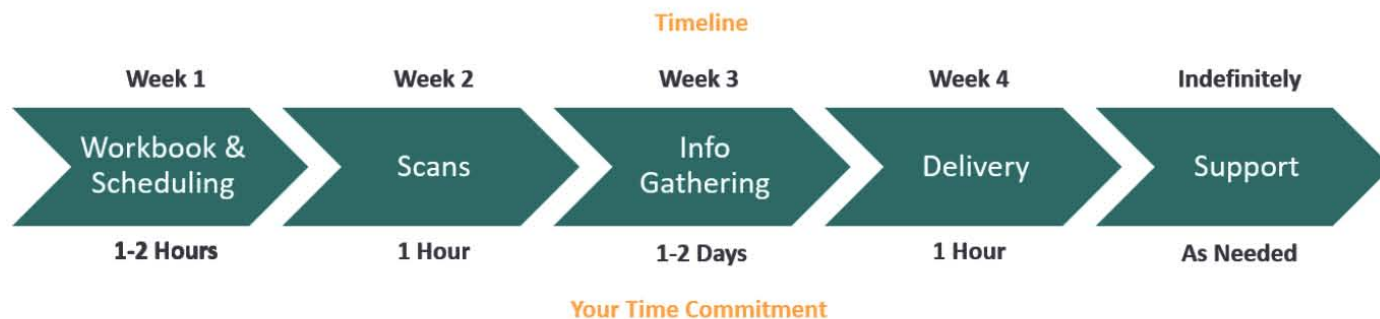 Timeline
Week 1
Week 2
Week 3
Week 4
Indefinitely
Workbook &
Scheduling
Scans
Info
Gathering
Delivery
Support
1-2 Hours
1 Hour
1-2 Days
1 Hour
As Needed
Your Time Commitment